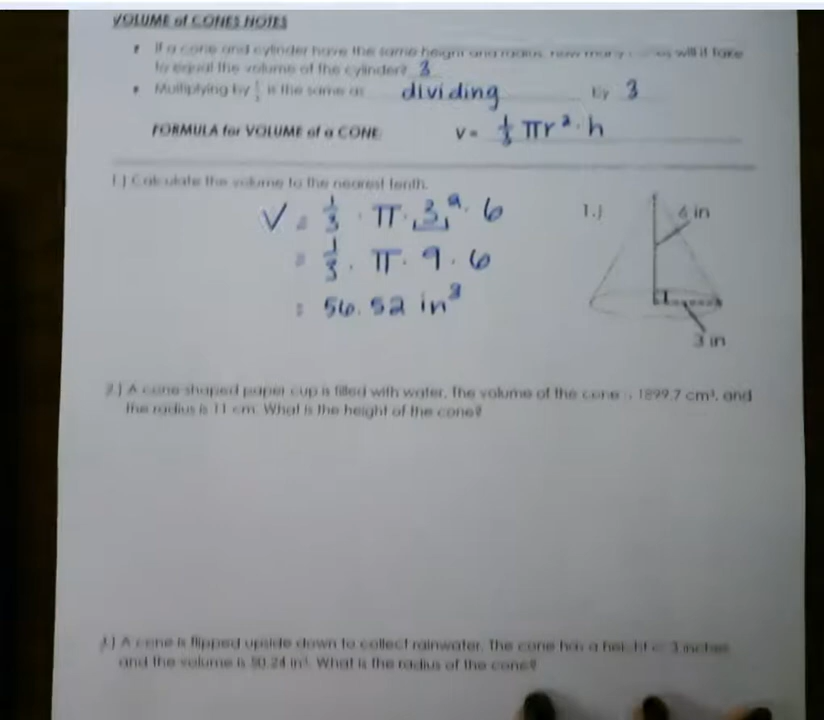 VOLUME of CONES NOTES
If a cone and cylinder have the same height and radius, how many will it take
to equal the volume of the cylinder? 3
Multiplying by 1/3 is the same as dividing by 3
FORMULA for VOLUME of a CONE: V = 1/3 πr² · h
1.) Calculate the volume to the nearest tenth.
V = 1/3 · π · 3² · 6
= 1/3 · π · 9 · 6
= 56.52 in³
1.)
6 in
3 in
2.) A cone shaped paper cup is filled with water. The volume of the cone 1899.7 cm³, and
the radius is 11 cm. What is the height of the cone?
A cone is flipped upside down to collect rainwater. The cone has a height 3 inches
and the volume is 50.24 in³. What is the radius of the cone?